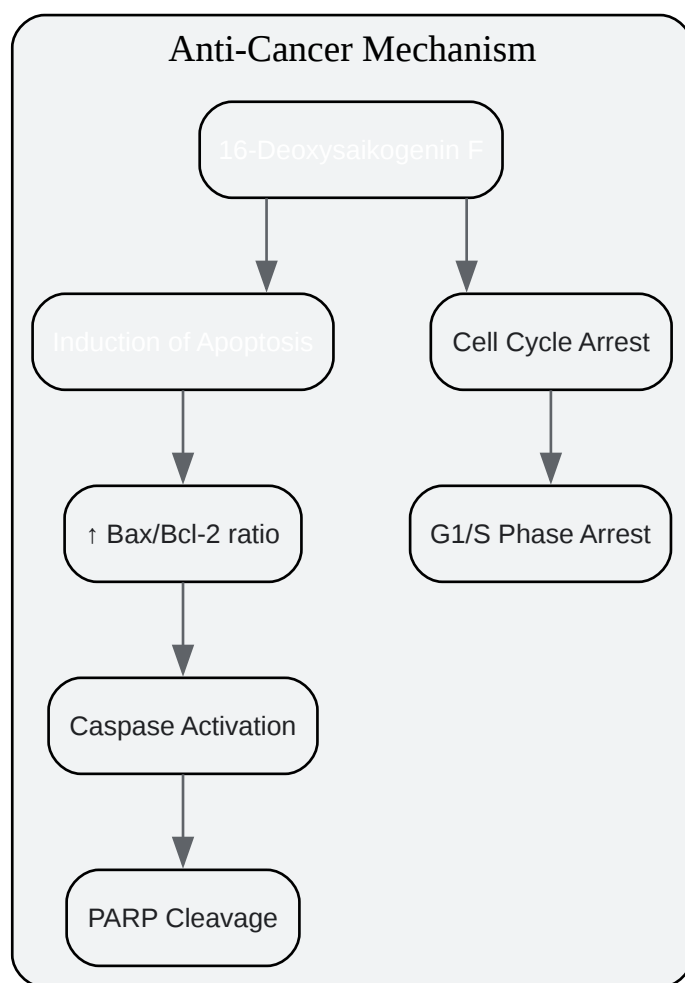 Anti-Cancer Mechanism
16-Deoxysaikogenin F
Induction of Apoptosis
Cell Cycle Arrest
↑ Bax/Bcl-2 ratio
G1/S Phase Arrest
Caspase Activation
PARP Cleavage